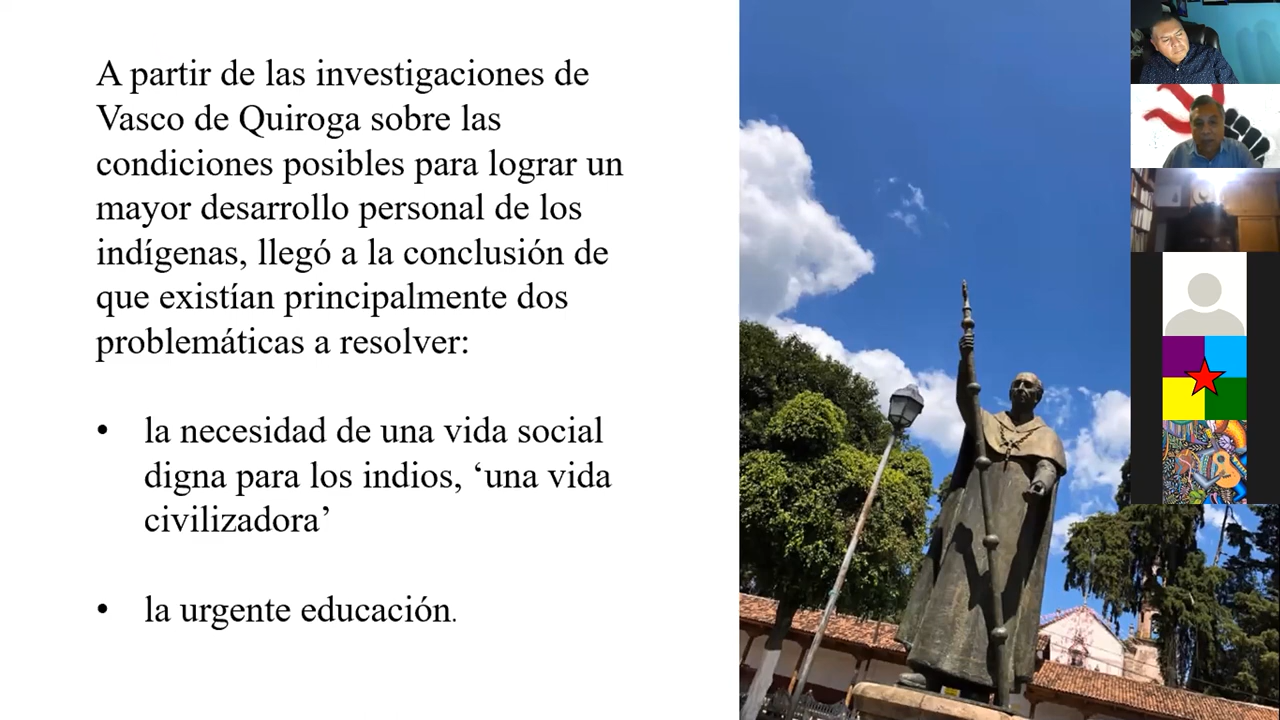 A partir de las investigaciones de
Vasco de Quiroga sobre las
condiciones posibles para lograr un
mayor desarrollo personal de los
indígenas, llegó a la conclusión de
que existían principalmente dos
problemáticas a resolver:
• la necesidad de una vida social
digna para los indios, ‘una vida
civilizadora’
• la urgente educación.